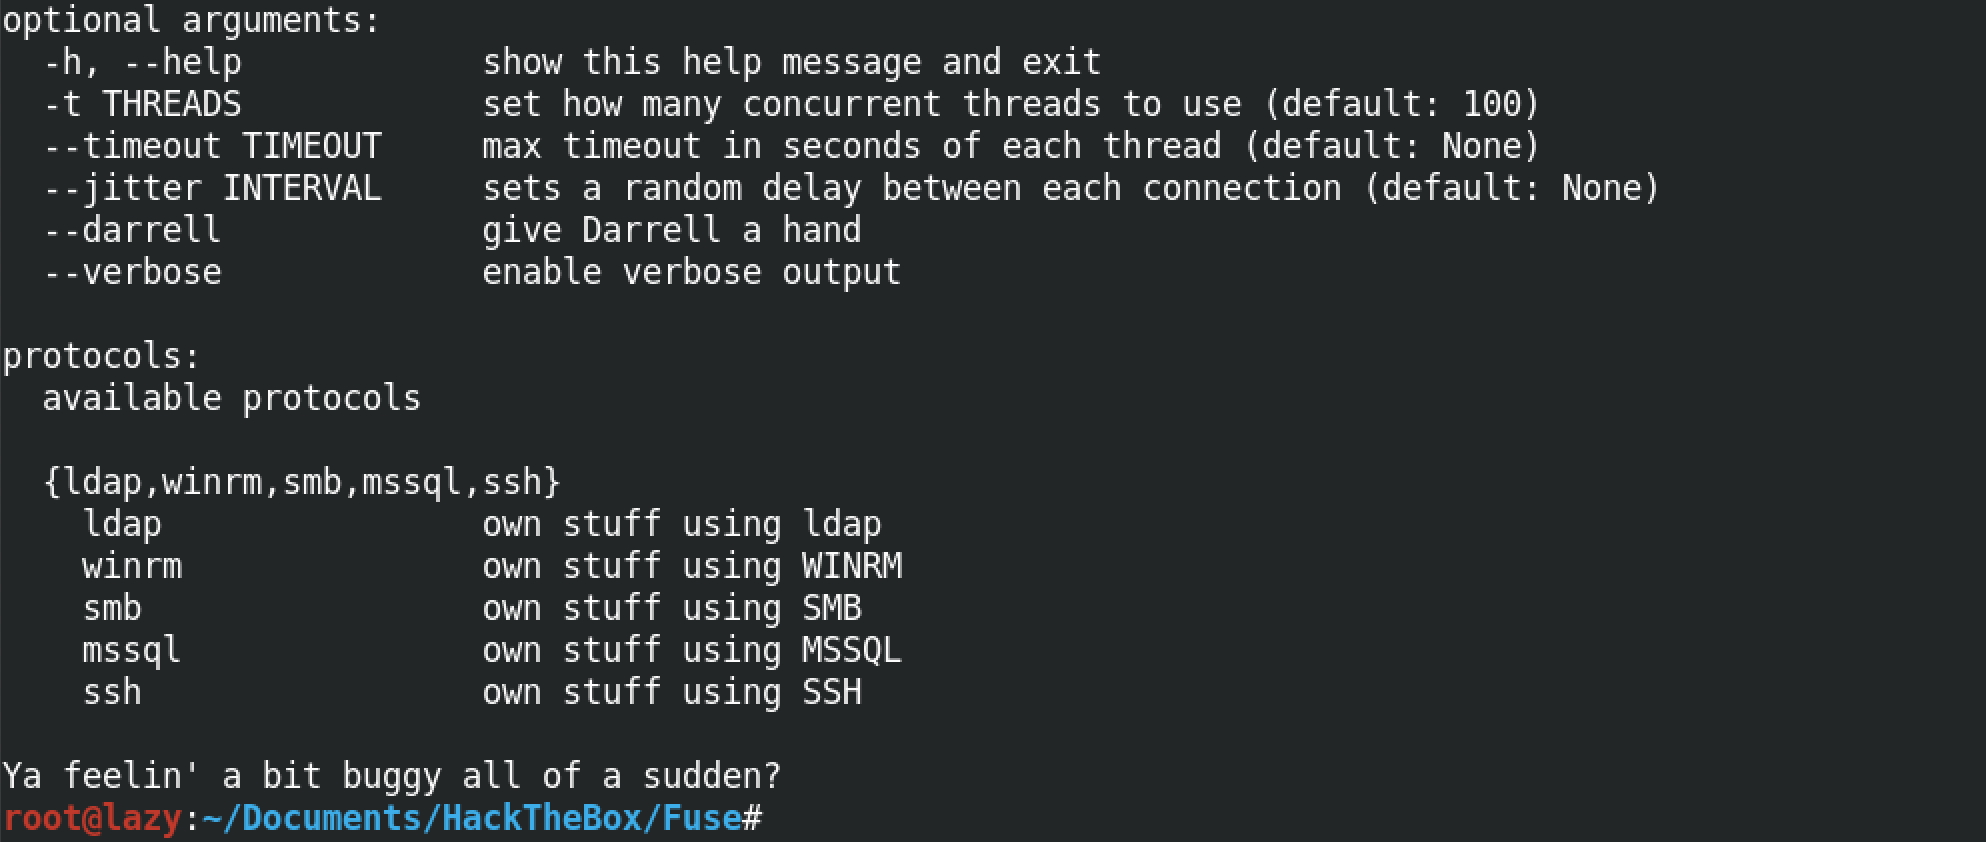 optional arguments:
  -h, --help            show this help message and exit
  -t THREADS            set how many concurrent threads to use (default: 100)
  --timeout TIMEOUT     max timeout in seconds of each thread (default: None)
  --jitter INTERVAL     sets a random delay between each connection (default: None)
  --darrell             give Darrell a hand
  --verbose             enable verbose output

protocols:
  available protocols

  {ldap,winrm,smb,mssql,ssh}
    ldap                own stuff using ldap
    winrm               own stuff using WINRM
    smb                 own stuff using SMB
    mssql               own stuff using MSSQL
    ssh                 own stuff using SSH

Ya feelin' a bit buggy all of a sudden?
root@lazy:~/Documents/HackTheBox/Fuse#